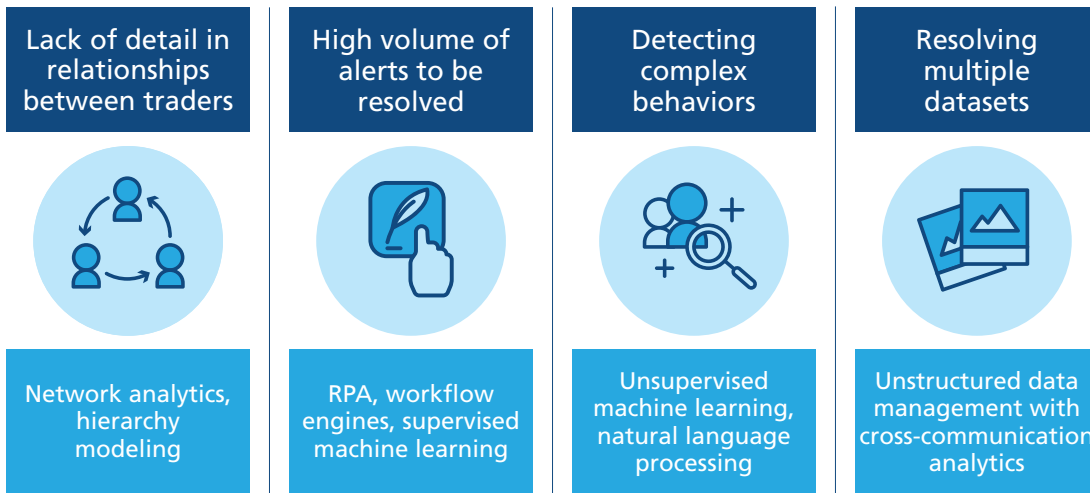 Lack of detail in
relationships
between traders
High volume of
alerts to be
resolved
Detecting
complex
behaviors
Resolving
multiple
datasets
Network analytics,
hierarchy
modeling
RPA, workflow
engines, supervised
machine learning
Unsupervised
machine learning,
natural language
processing
Unstructured data
management with
cross-communication
analytics